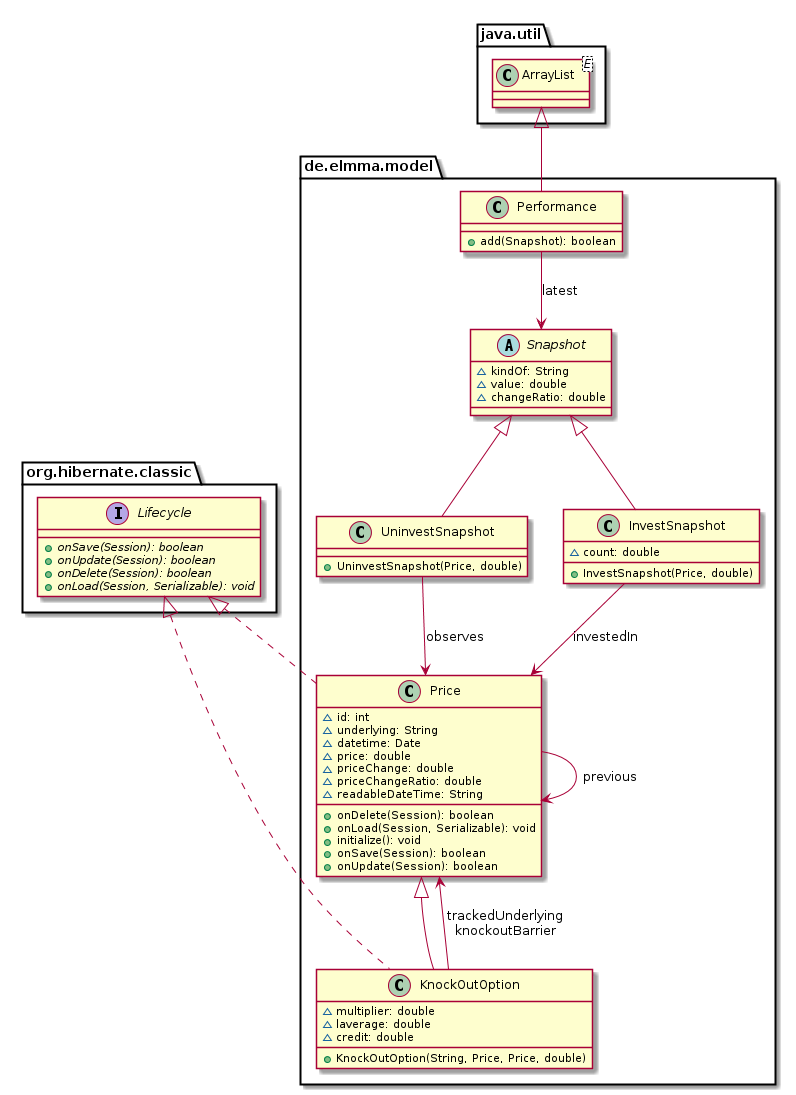 java.util
C ArrayList E
de.elmma.model
C Performance
add(Snapshot): boolean
latest
A Snapshot
kindOf: String
value: double
changeRatio: double
org.hibernate.classic
I Lifecycle
onSave(Session): boolean
onUpdate(Session): boolean
onDelete(Session): boolean
onLoad(Session, Serializable): void
C UninvestSnapshot
UninvestSnapshot(Price, double)
C InvestSnapshot
count: double
InvestSnapshot(Price, double)
observes
investedIn
C Price
id: int
underlying: String
datetime: Date
price: double
priceChange: double
priceChangeRatio: double
readableDateTime: String
onDelete(Session): boolean
onLoad(Session, Serializable): void
initialize(): void
onSave(Session): boolean
onUpdate(Session): boolean
previous
trackedUnderlying
knockoutBarrier
C KnockOutOption
multiplier: double
laverage: double
credit: double
KnockOutOption(String, Price, Price, double)